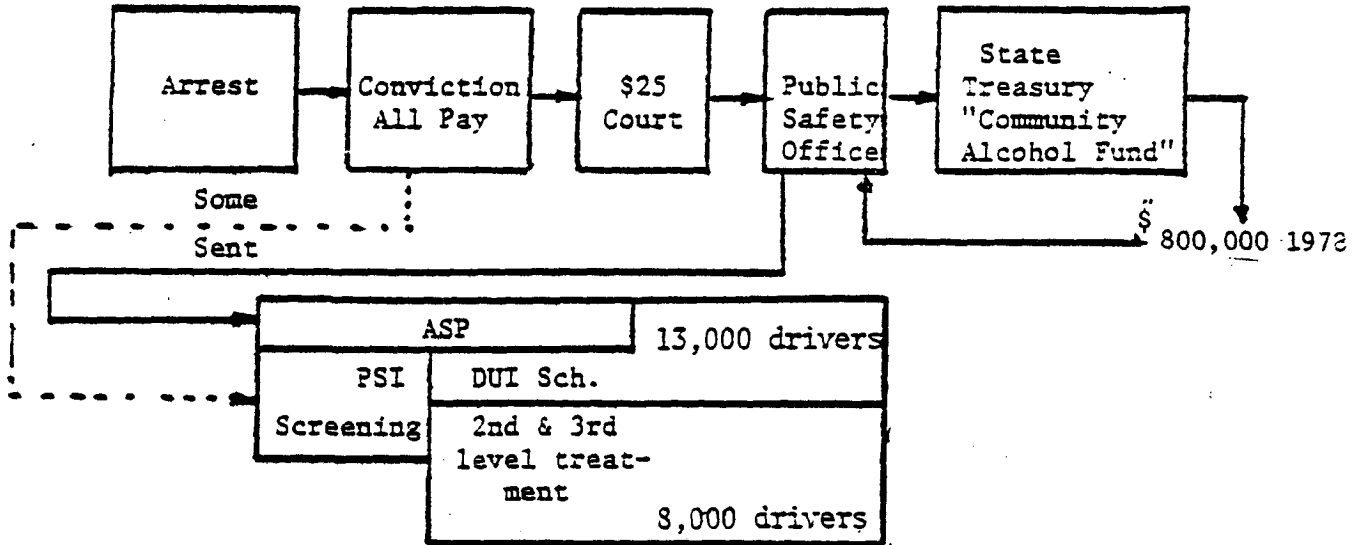 Arrest
Conviction
All Pay
$25
Court
Public
Safety
Office
State
Treasury
"Community
Alcohol Fund"
Some
Sent
$
800,000 1978
ASP
13,000 drivers
PSI
Screening
DUI Sch.
2nd & 3rd
level treat-
ment
8,000 drivers